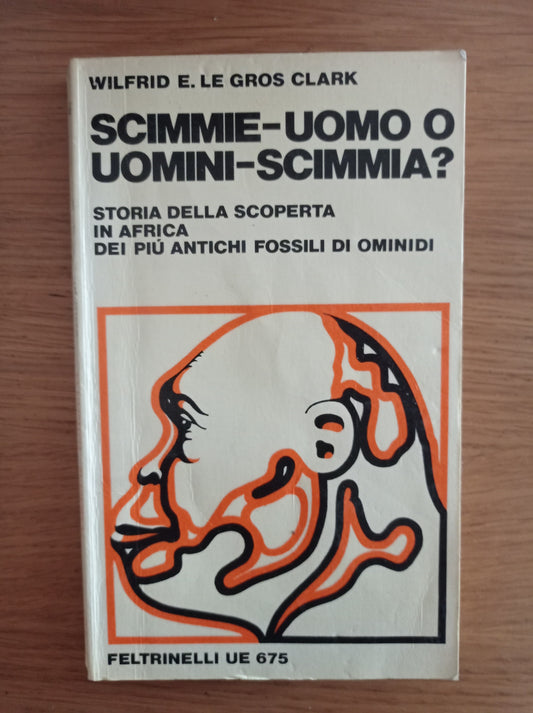 WILFRID E. LE GROS CLARK
SCIMMIE-UOMO O
UOMINI-SCIMMIA?
STORIA DELLA SCOPERTA
IN AFRICA
DEI PIÚ ANTICHI FOSSILI DI OMINIDI
FELTRINELLI UE 675